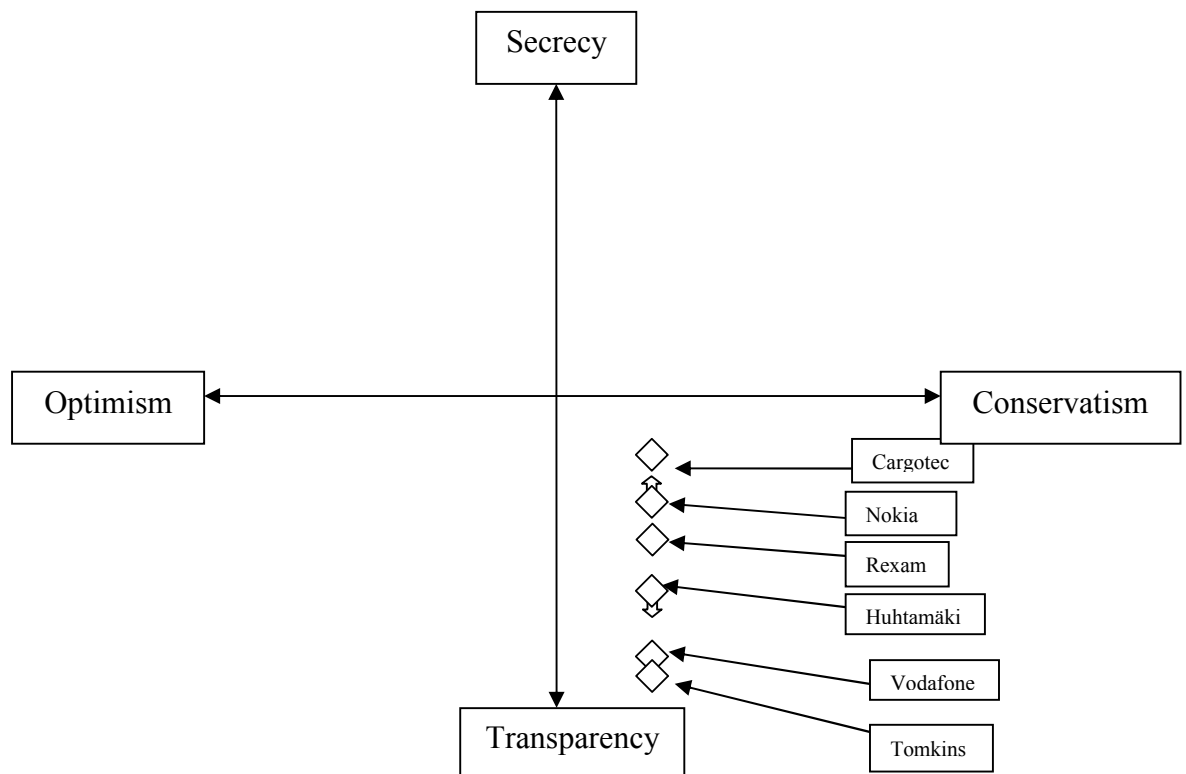 Secrecy
Optimism
Conservatism
Cargotec
Nokia
Rexam
Huhtamäki
Vodafone
Transparency
Tomkins